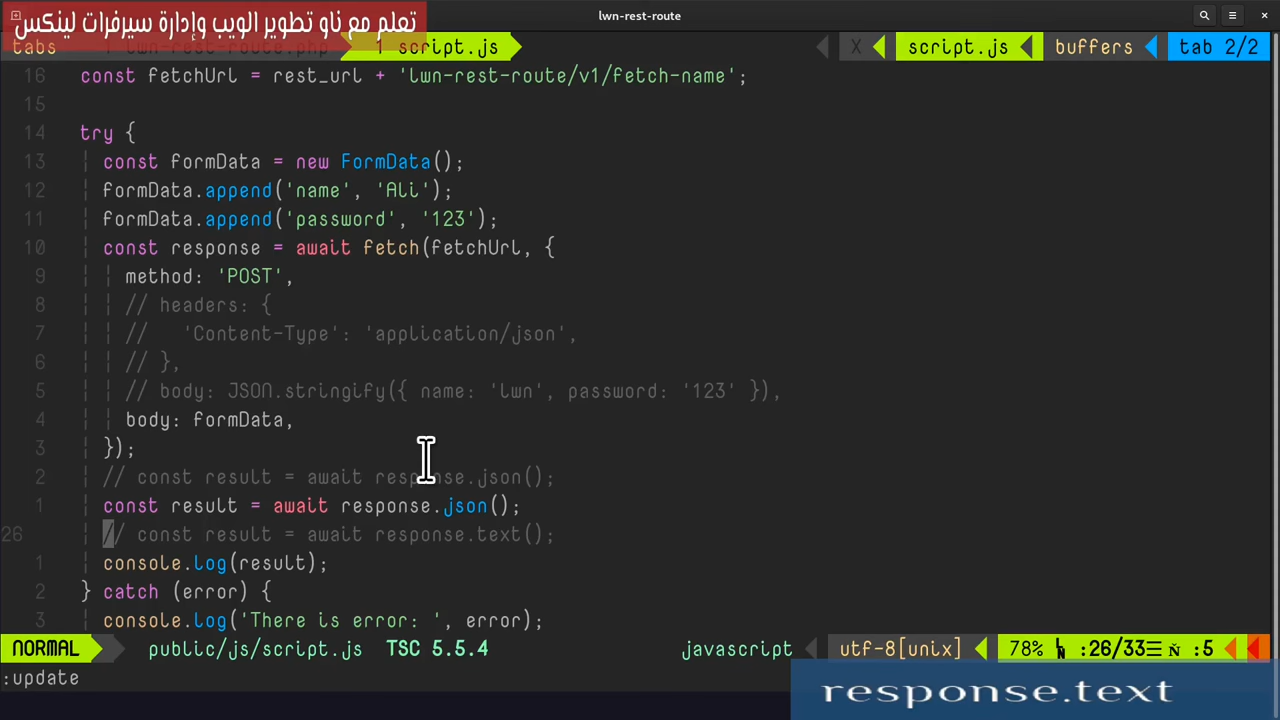 lwn-rest-route
تعلم مع ناو تطوير الويب وإدارة سيرفرات لينكس
tabs lwn-rest-route.php 1 script.js X script.js buffers tab 2/2
16 const fetchUrl = rest_url + 'lwn-rest-route/v1/fetch-name';
15
14 try {
13 const formData = new FormData();
12 formData.append('name', 'Ali');
11 formData.append('password', '123');
10 const response = await fetch(fetchUrl, {
9 method: 'POST',
8 // headers: {
7 // 'Content-Type': 'application/json',
6 // },
5 // body: JSON.stringify({ name: 'lwn', password: '123' }),
4 body: formData,
3 });
2 // const result = await response.json();
1 const result = await response.json();
26 // const result = await response.text();
1 console.log(result);
2 } catch (error) {
3 console.log('There is error: ', error);
NORMAL public/js/script.js TSC 5.5.4 javascript utf-8[unix] 78% :26/33☰ :5
:update
response.text